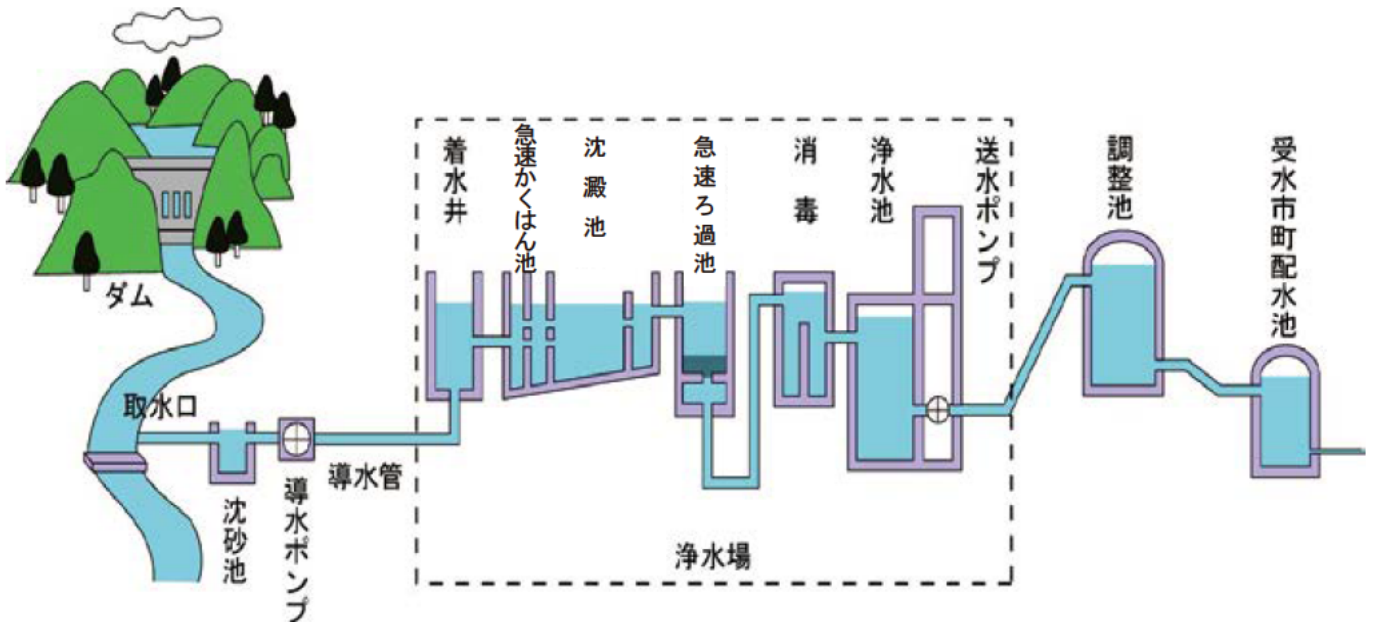 ダム
取水口
沈砂池
導水ポンプ
導水管
着水井
急速かくはん池
沈澱池
急速ろ過池
消毒
浄水池
送水ポンプ
浄水場
調整池
受水市町配水池